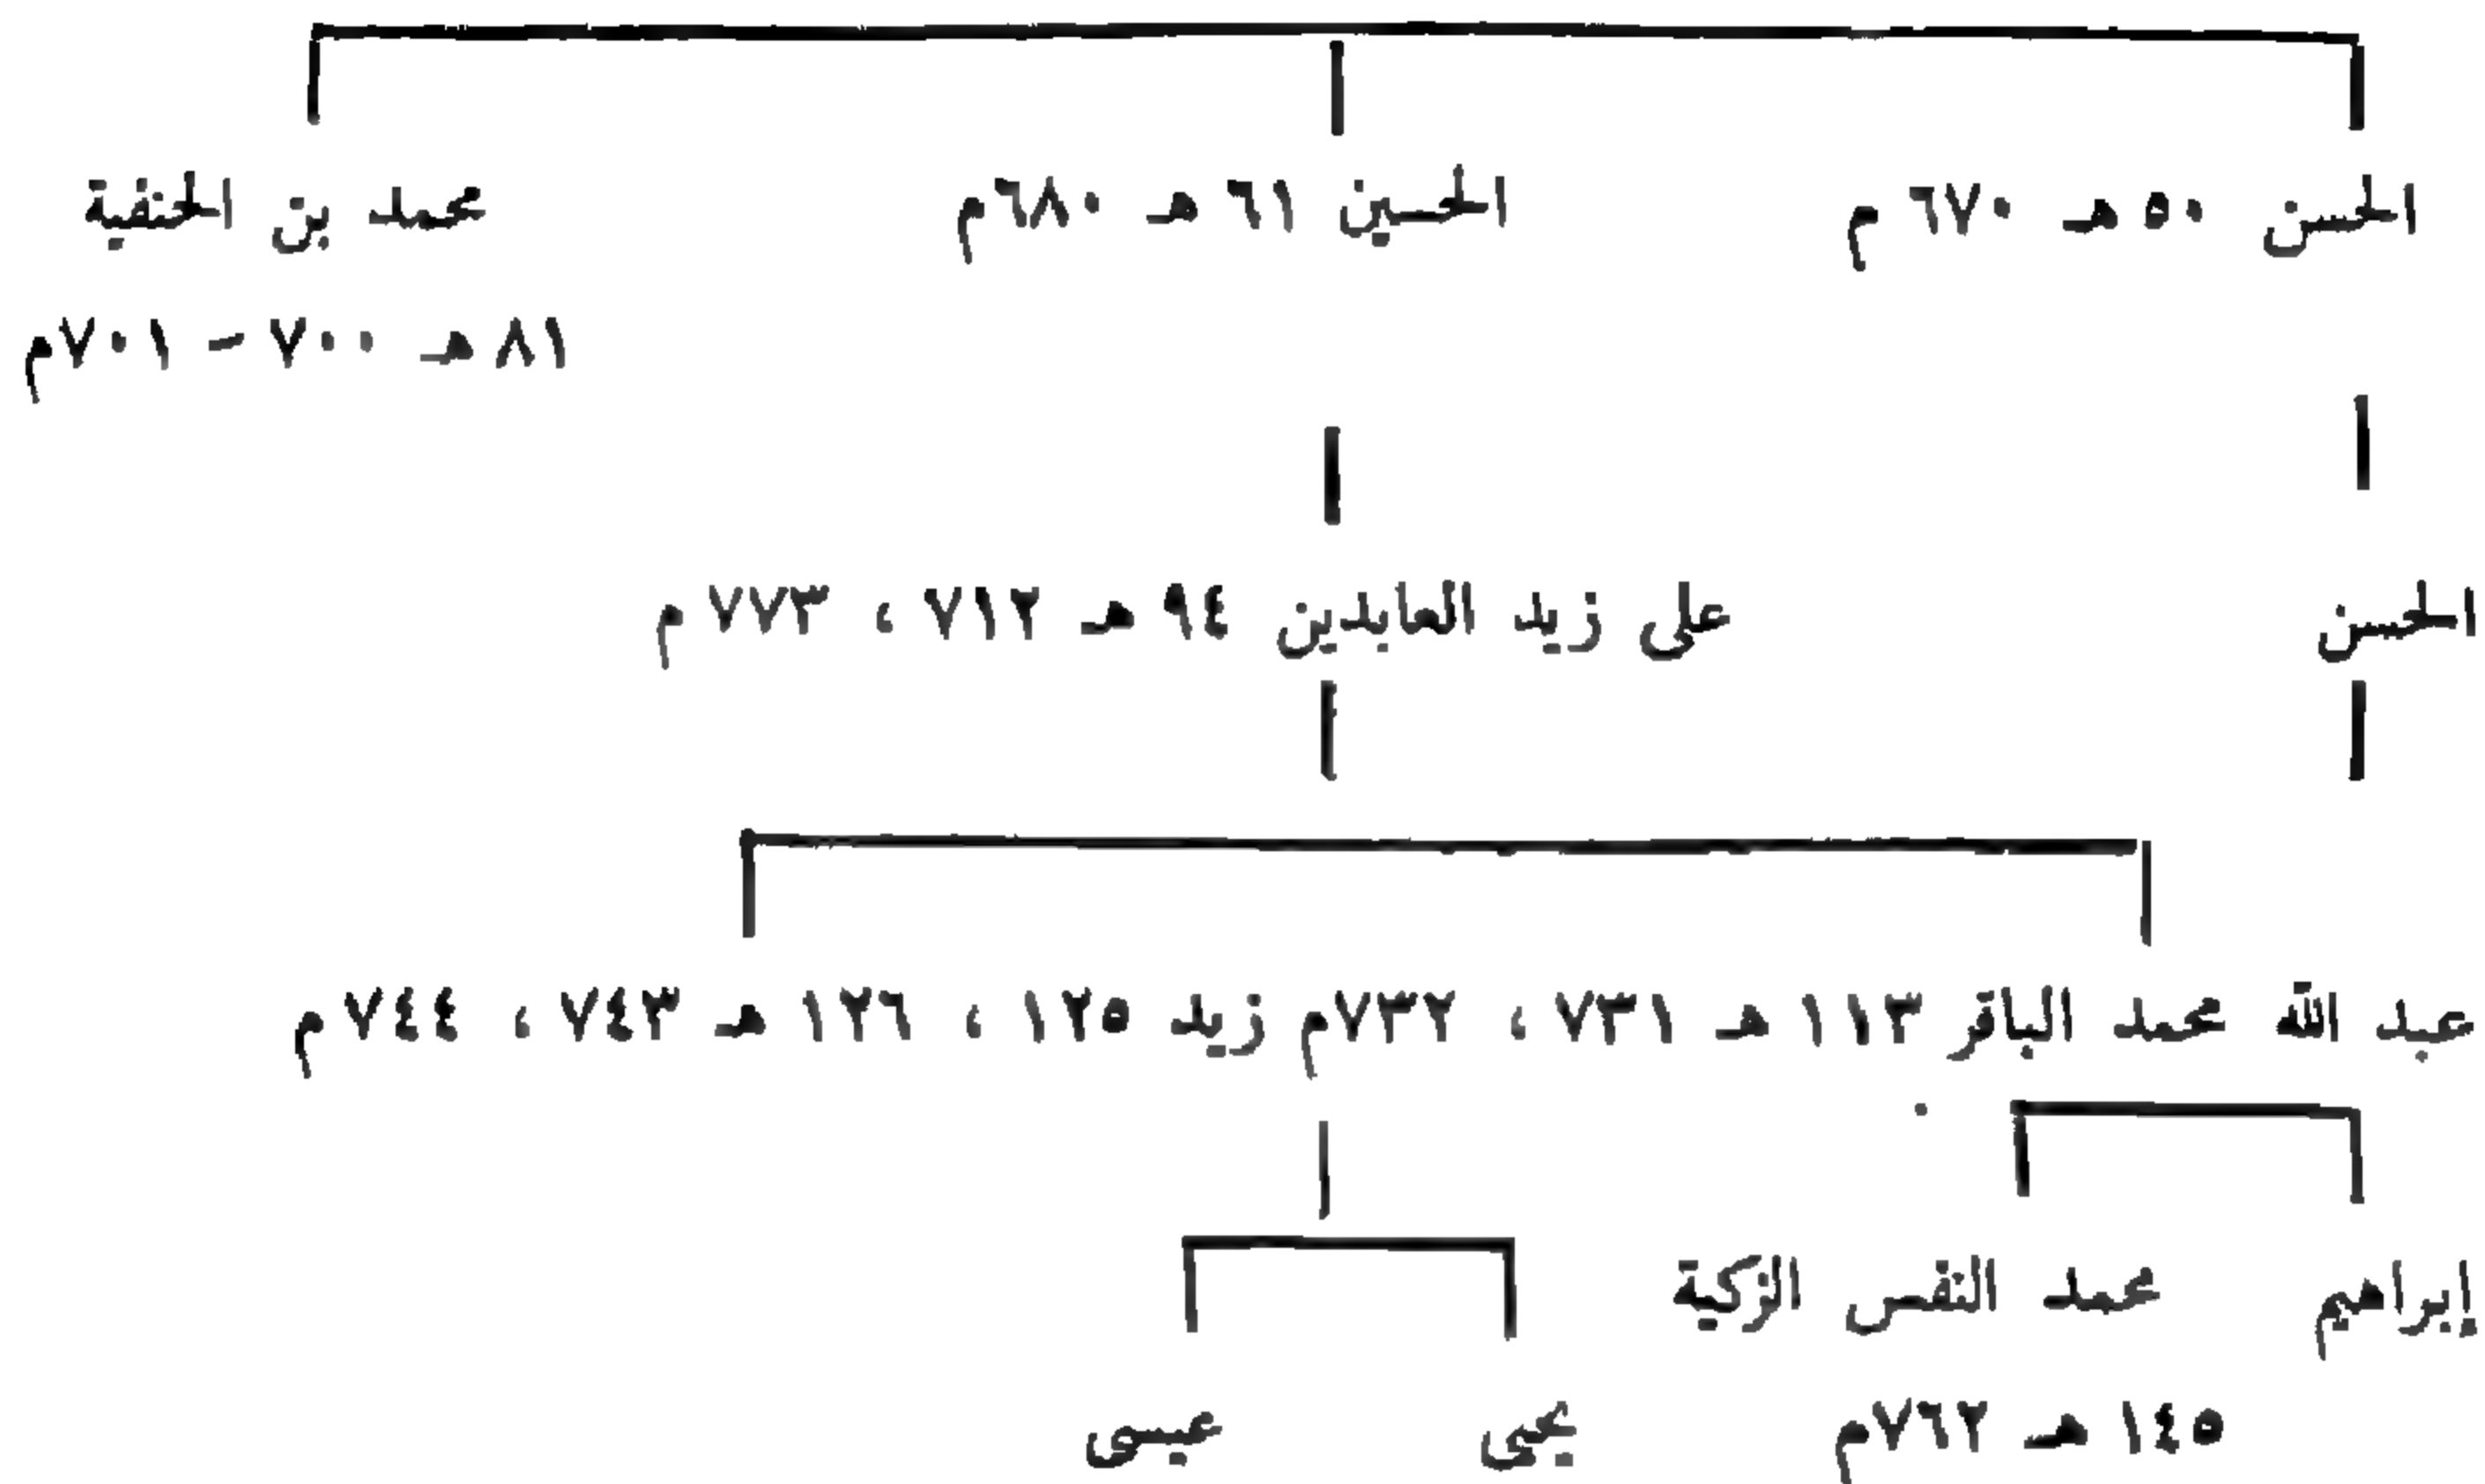 الحسن ٥٠ هـ ٦٧٠ م الحسين ٦١ هـ ٦٨٠م محمد بن الحنفية
٨١ هـ ٧٠٠ - ٧٠١م
الحسن على زيد العابدين ٩٤ هـ ٧١٢ ، ٧٧٣ م
عبد الله محمد الباقر ١١٣ هـ ٧٣١ ، ٧٣٢م زيد ١٢٥ ، ١٢٦ هـ ٧٤٣ ، ٧٤٤ م
إبراهيم محمد النفس الزكية
١٤٥ هـ ٧٦٢م يحيى